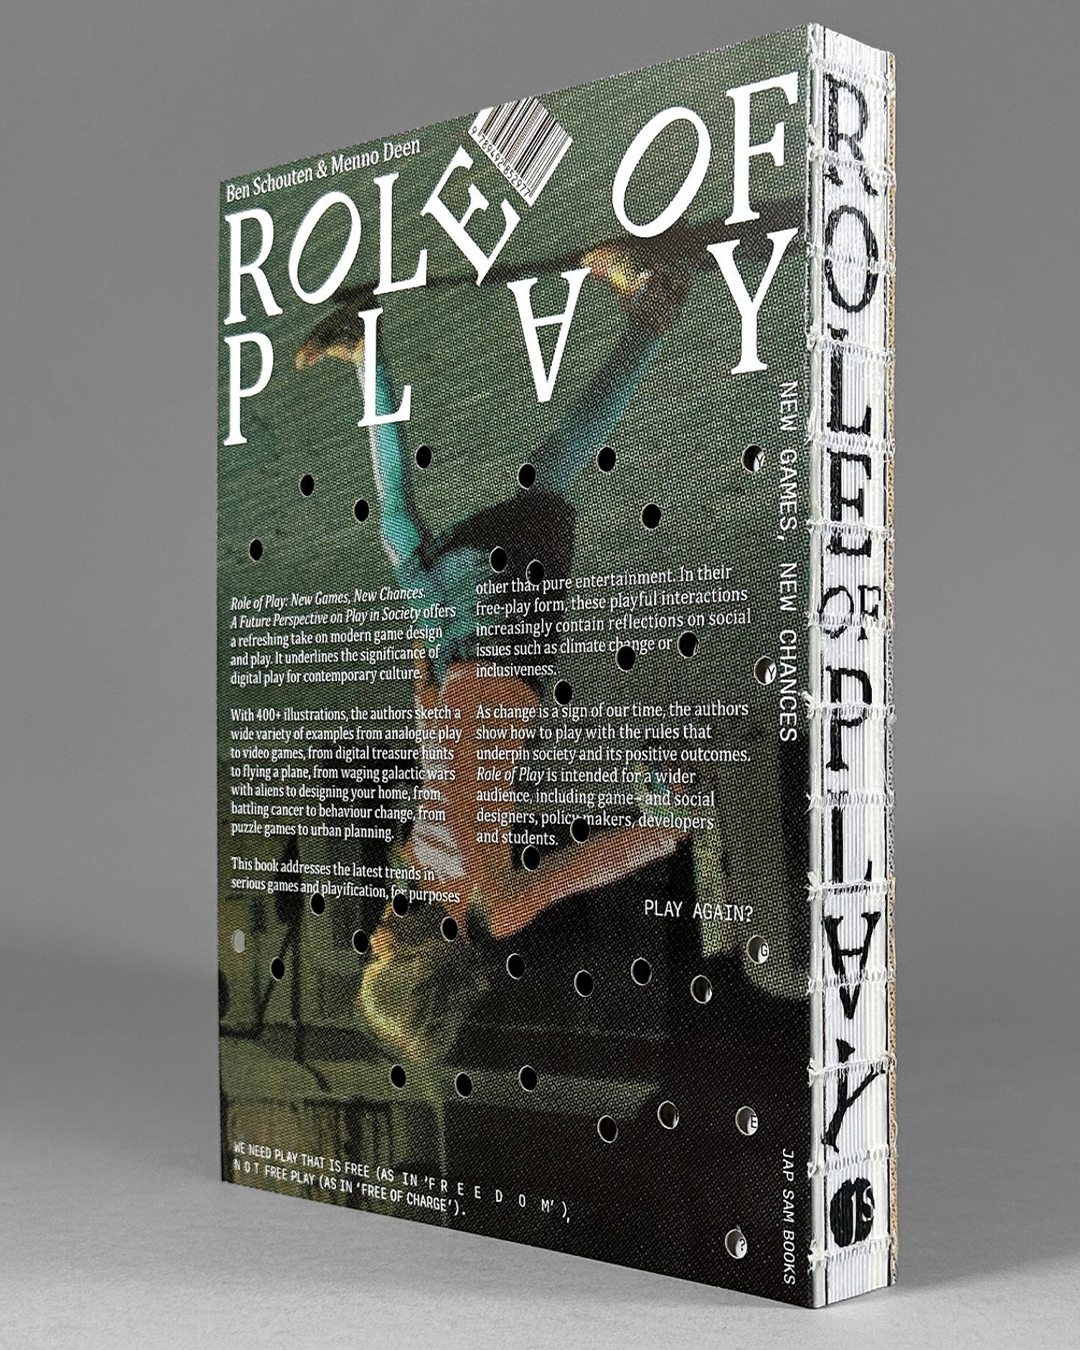 Ben Schouten & Menno Deen
ROLE OF
PLAY
Role of Play: New Games, New Chances.
A Future Perspective on Play in Society offers
a refreshing take on modern game design
and play. It underlines the significance of
digital play for contemporary culture.
With 400+ illustrations, the authors sketch a
wide variety of examples from analogue play
to video games, from digital treasure hunts
to flying a plane, from waging galactic wars
with aliens to designing your home, from
battling cancer to behaviour change, from
puzzle games to urban planning.
This book addresses the latest trends in
serious games and playification, for purposes
other than pure entertainment. In their
free-play form, these playful interactions
increasingly contain reflections on social
issues such as climate change or
inclusiveness.
As change is a sign of our time, the authors
show how to play with the rules that
underpin society and its positive outcomes.
Role of Play is intended for a wider
audience, including game- and social
designers, policy makers, developers
and students.
PLAY AGAIN?
WE NEED PLAY THAT IS FREE (AS IN 'FREEDOM'),
NOT FREE PLAY (AS IN 'FREE OF CHARGE').
NEW GAMES, NEW CHANCES
JAP SAM BOOKS
ROLE OF PLAY
JS